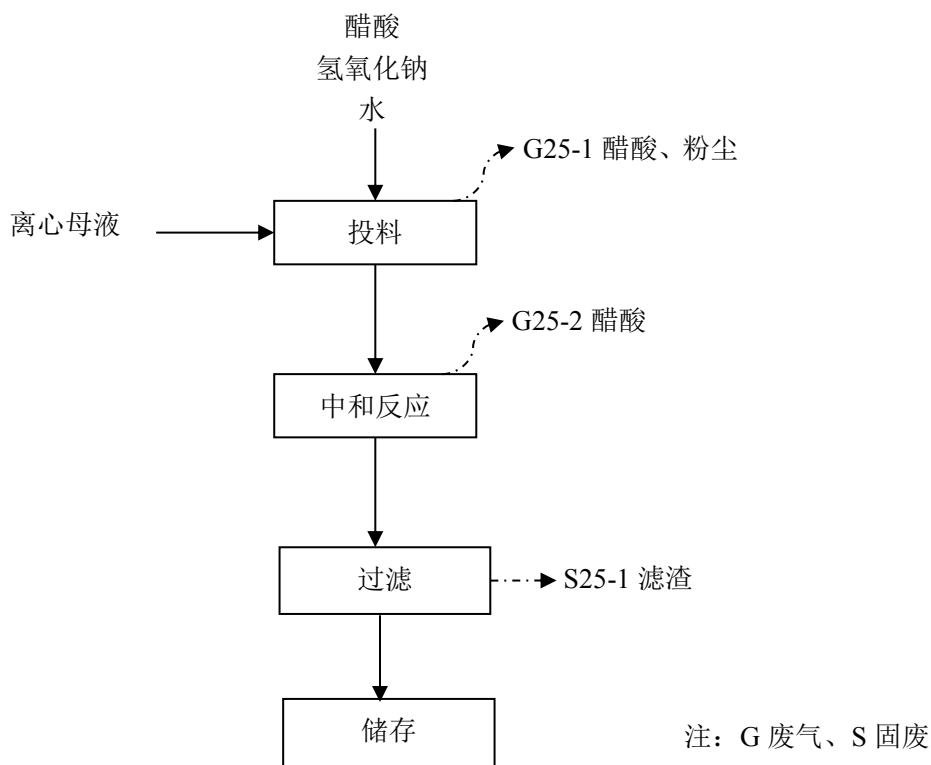 醋酸
氢氧化钠
水
G25-1 醋酸、粉尘
离心母液
投料
G25-2 醋酸
中和反应
过滤
S25-1 滤渣
储存
注：G 废气、S 固废